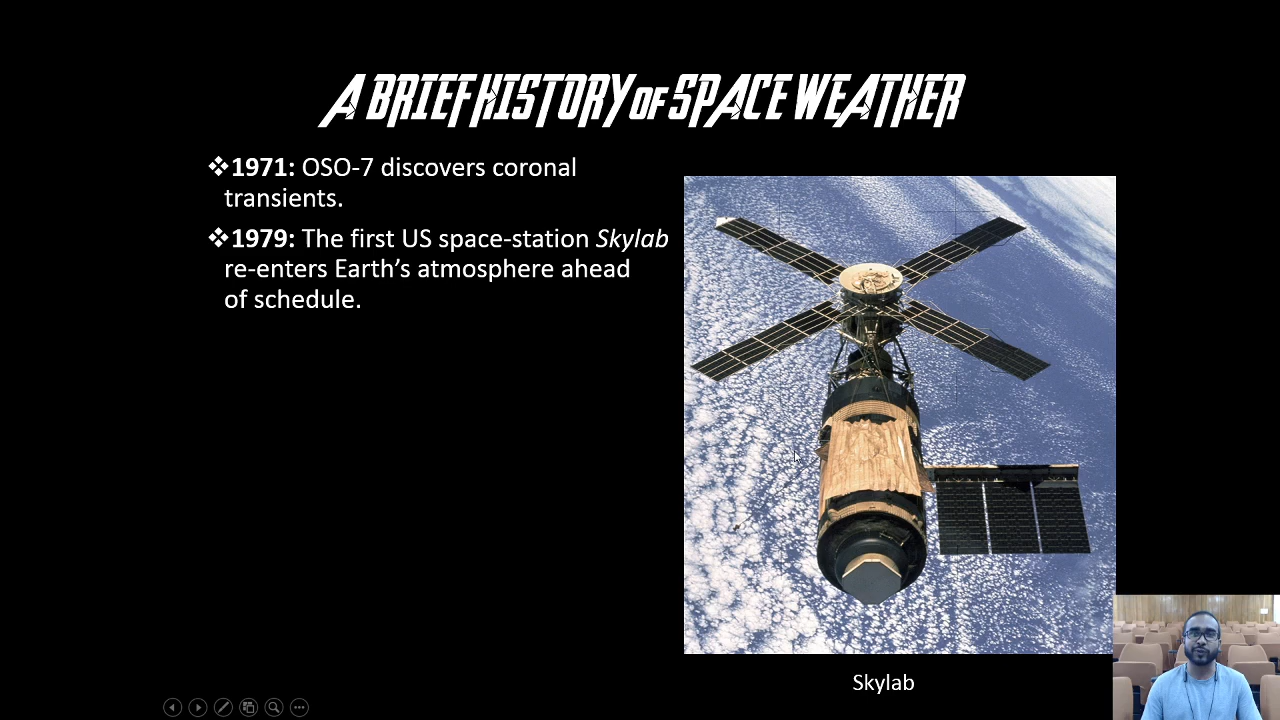 A BRIEF HISTORY OF SPACE WEATHER
❖1971: OSO-7 discovers coronal
transients.
❖1979: The first US space-station Skylab
re-enters Earth’s atmosphere ahead
of schedule.
Skylab